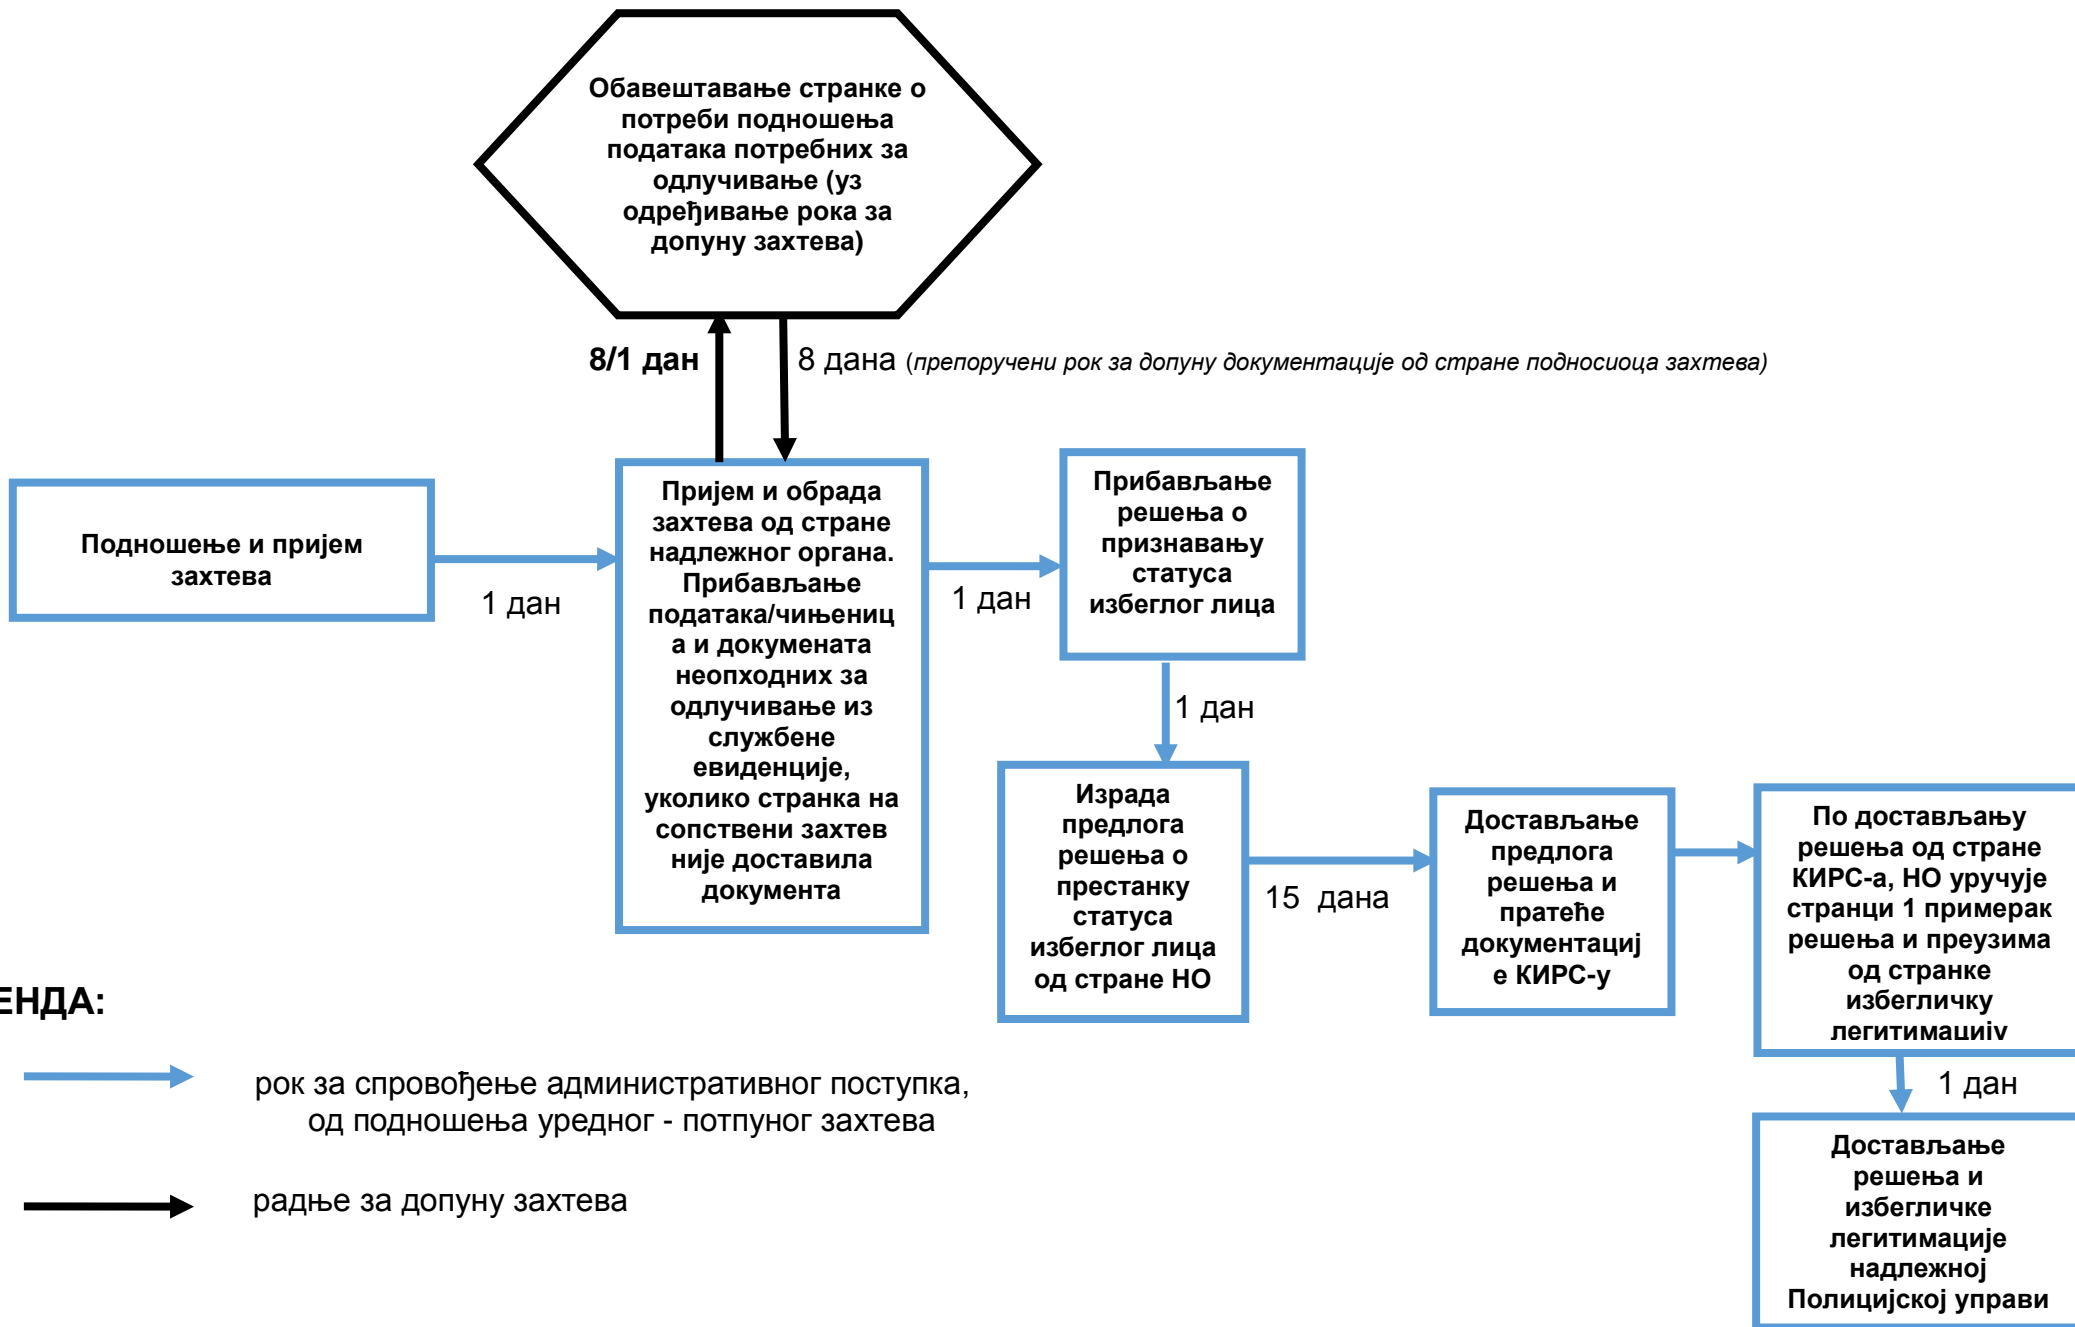 Обавештавање странке о
потреби подношења
података потребних за
одлучивање (уз
одређивање рока за
допуну захтева)
8/1 дан
8 дана (препоручени рок за допуну документације од стране подносиоца захтева)
Подношење и пријем
захтева
1 дан
Пријем и обрада
захтева од стране
надлежног органа.
Прибављање
података/чињениц
а и докумената
неопходних за
одлучивање из
службене
евиденције,
уколико странка на
сопствени захтев
није доставила
документа
1 дан
Прибављање
решења о
признавању
статуса
избеглог лица
1 дан
Израда
предлога
решења о
престанку
статуса
избеглог лица
од стране НО
15 дана
Достављање
предлога
решења и
пратеће
документациј
е КИРС-у
По достављању
решења од стране
КИРС-а, НО уручује
странци 1 примерак
решења и преузима
од странке
избегличку
легитимацију
1 дан
Достављање
решења и
избегличке
легитимације
надлежној
Полицијској управи
ЕНДА:
рок за спровођење административног поступка,
од подношења уредног - потпуног захтева
радње за допуну захтева